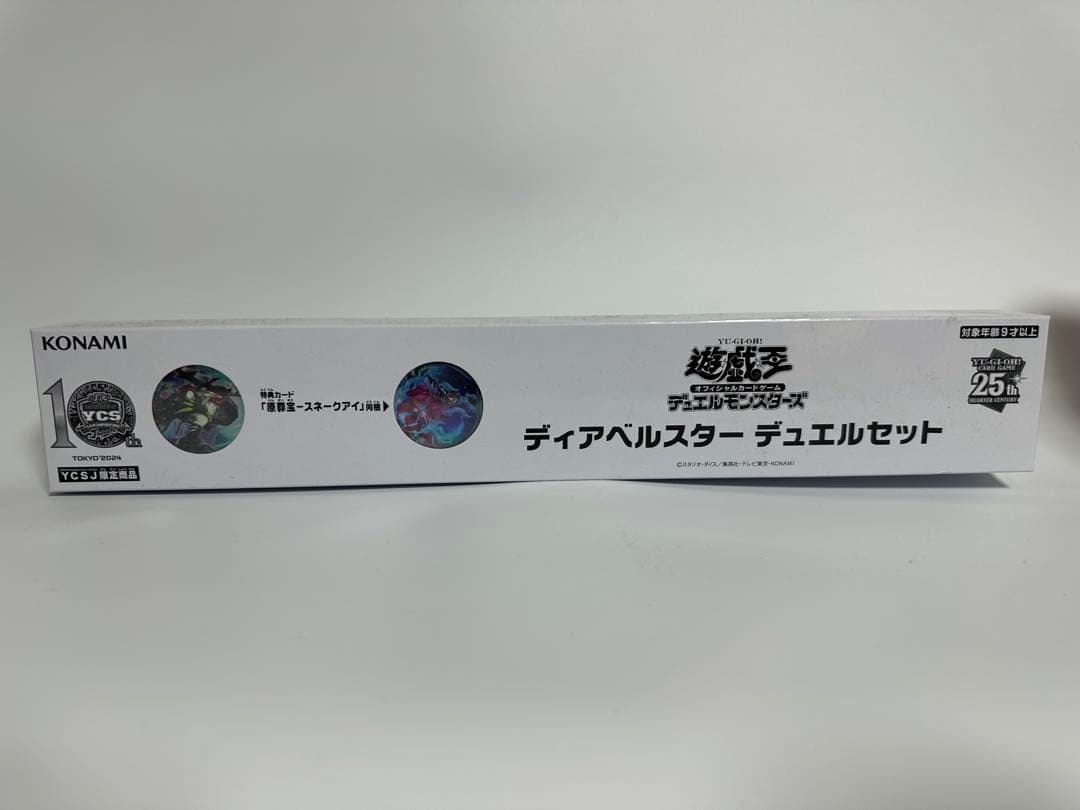 KONAMI
10th
YCS
TOKYO 2024
YCSJ限定商品
特典カード
「原罪宝-スネークアイ」同梱▶
YU-GI-OH!
遊戯王
オフィシャルカードゲーム
デュエルモンスターズ
ディアベルスター デュエルセット
©スタジオ・ダイス/集英社・テレビ東京・KONAMI
対象年齢9才以上
YU-GI-OH!
CARD GAME
25th
QUARTER CENTURY